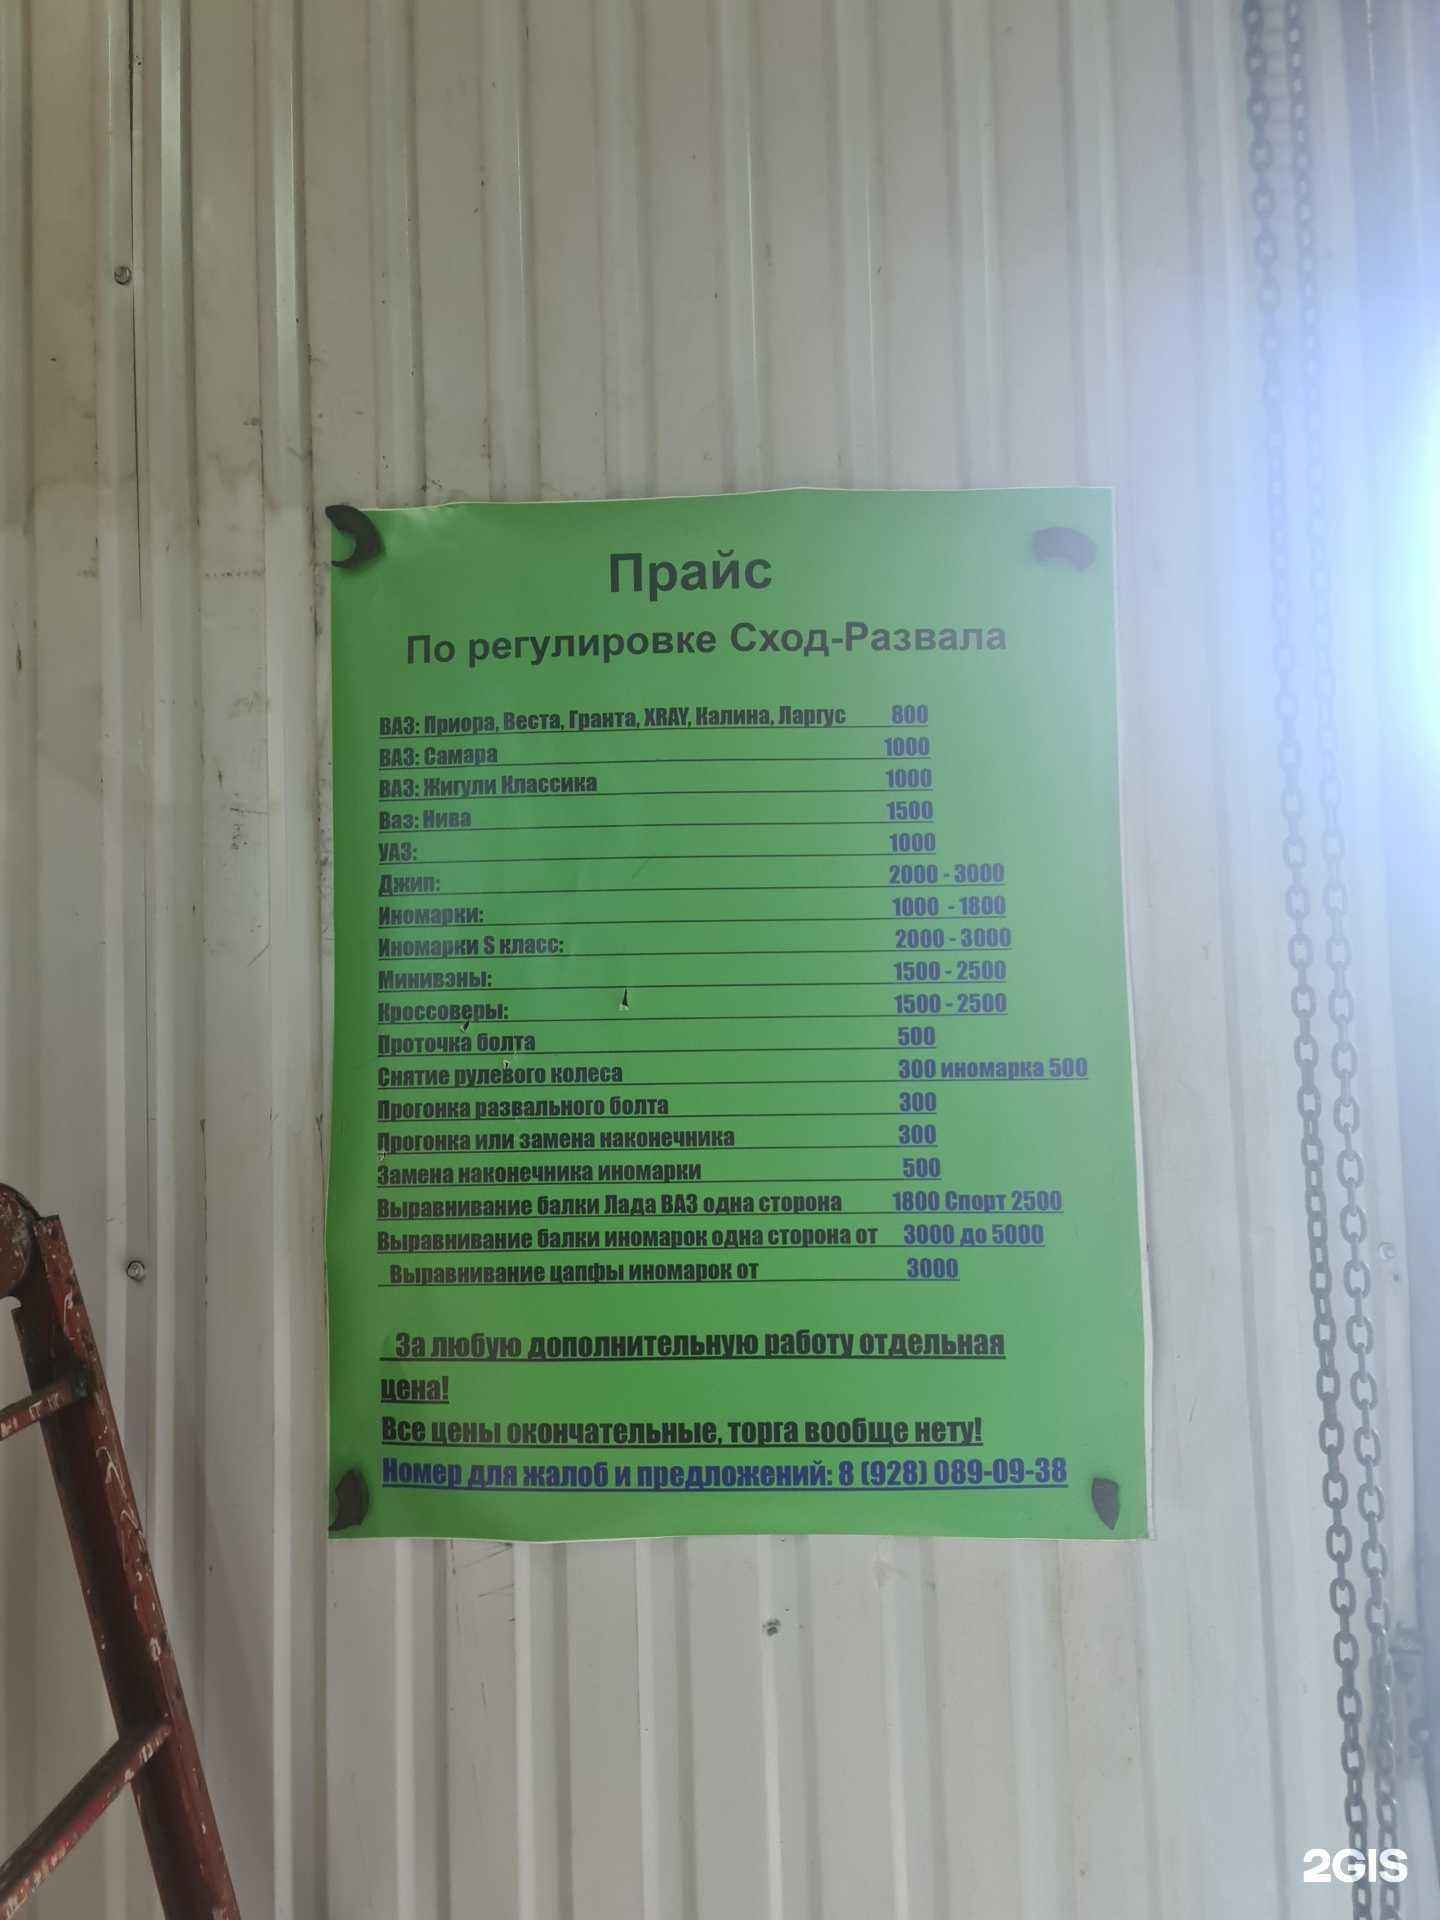 Прайс
По регулировке Сход-Развала
ВАЗ: Приора, Веста, Гранта, XRAY, Калина, Ларгус 800
ВАЗ: Самара 1000
ВАЗ: Жигули Классика 1000
Ваз: Нива 1500
УАЗ: 1000
Джип: 2000 - 3000
Иномарки: 1000 - 1800
Иномарки S класс: 2000 - 3000
Минивэны: 1500 - 2500
Кроссоверы: 1500 - 2500
Проточка болта 500
Снятие рулевого колеса 300 иномарка 500
Прогонка развального болта 300
Прогонка или замена наконечника 300
Замена наконечника иномарки 500
Выравнивание балки Лада ВАЗ одна сторона 1800 Спорт 2500
Выравнивание балки иномарок одна сторона от 3000 до 5000
Выравнивание цапфы иномарок от 3000
За любую дополнительную работу отдельная
цена!
Все цены окончательные, торга вообще нету!
Номер для жалоб и предложений: 8 (928) 089-09-38
2GIS